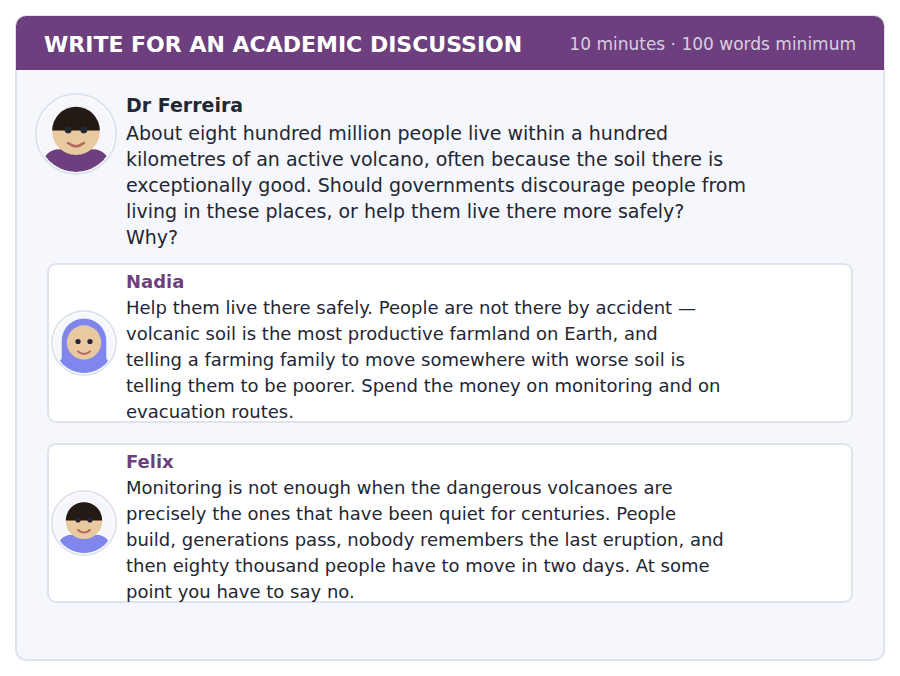 WRITE FOR AN ACADEMIC DISCUSSION
10 minutes · 100 words minimum
Dr Ferreira
About eight hundred million people live within a hundred
kilometres of an active volcano, often because the soil there is
exceptionally good. Should governments discourage people from
living in these places, or help them live there more safely?
Why?
Nadia
Help them live there safely. People are not there by accident —
volcanic soil is the most productive farmland on Earth, and
telling a farming family to move somewhere with worse soil is
telling them to be poorer. Spend the money on monitoring and on
evacuation routes.
Felix
Monitoring is not enough when the dangerous volcanoes are
precisely the ones that have been quiet for centuries. People
build, generations pass, nobody remembers the last eruption, and
then eighty thousand people have to move in two days. At some
point you have to say no.